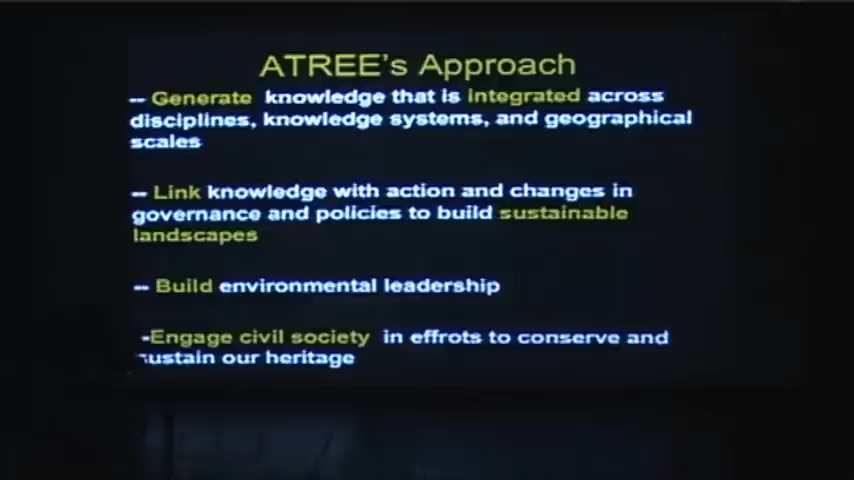 ATREE's Approach
-- Generate knowledge that is integrated across
disciplines, knowledge systems, and geographical
scales
-- Link knowledge with action and changes in
governance and policies to build sustainable
landscapes
-- Build environmental leadership
-Engage civil society in effrots to conserve and
sustain our heritage